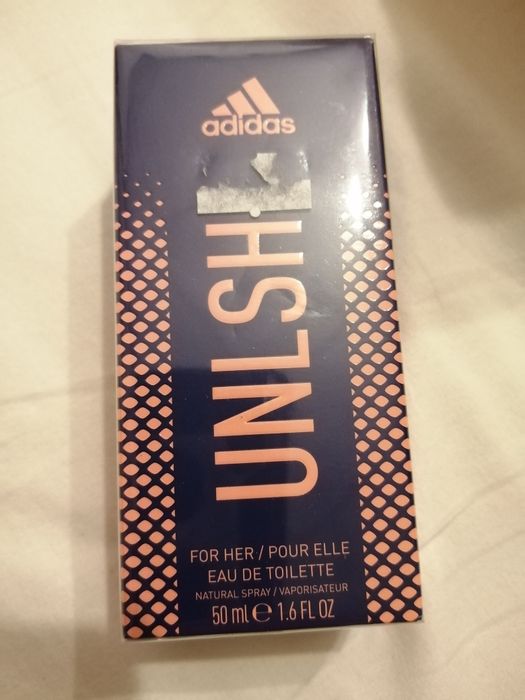 adidas
UNLSH
FOR HER / POUR ELLE
EAU DE TOILETTE
NATURAL SPRAY / VAPORISATEUR
50 ml ℮ 1.6 FL OZ